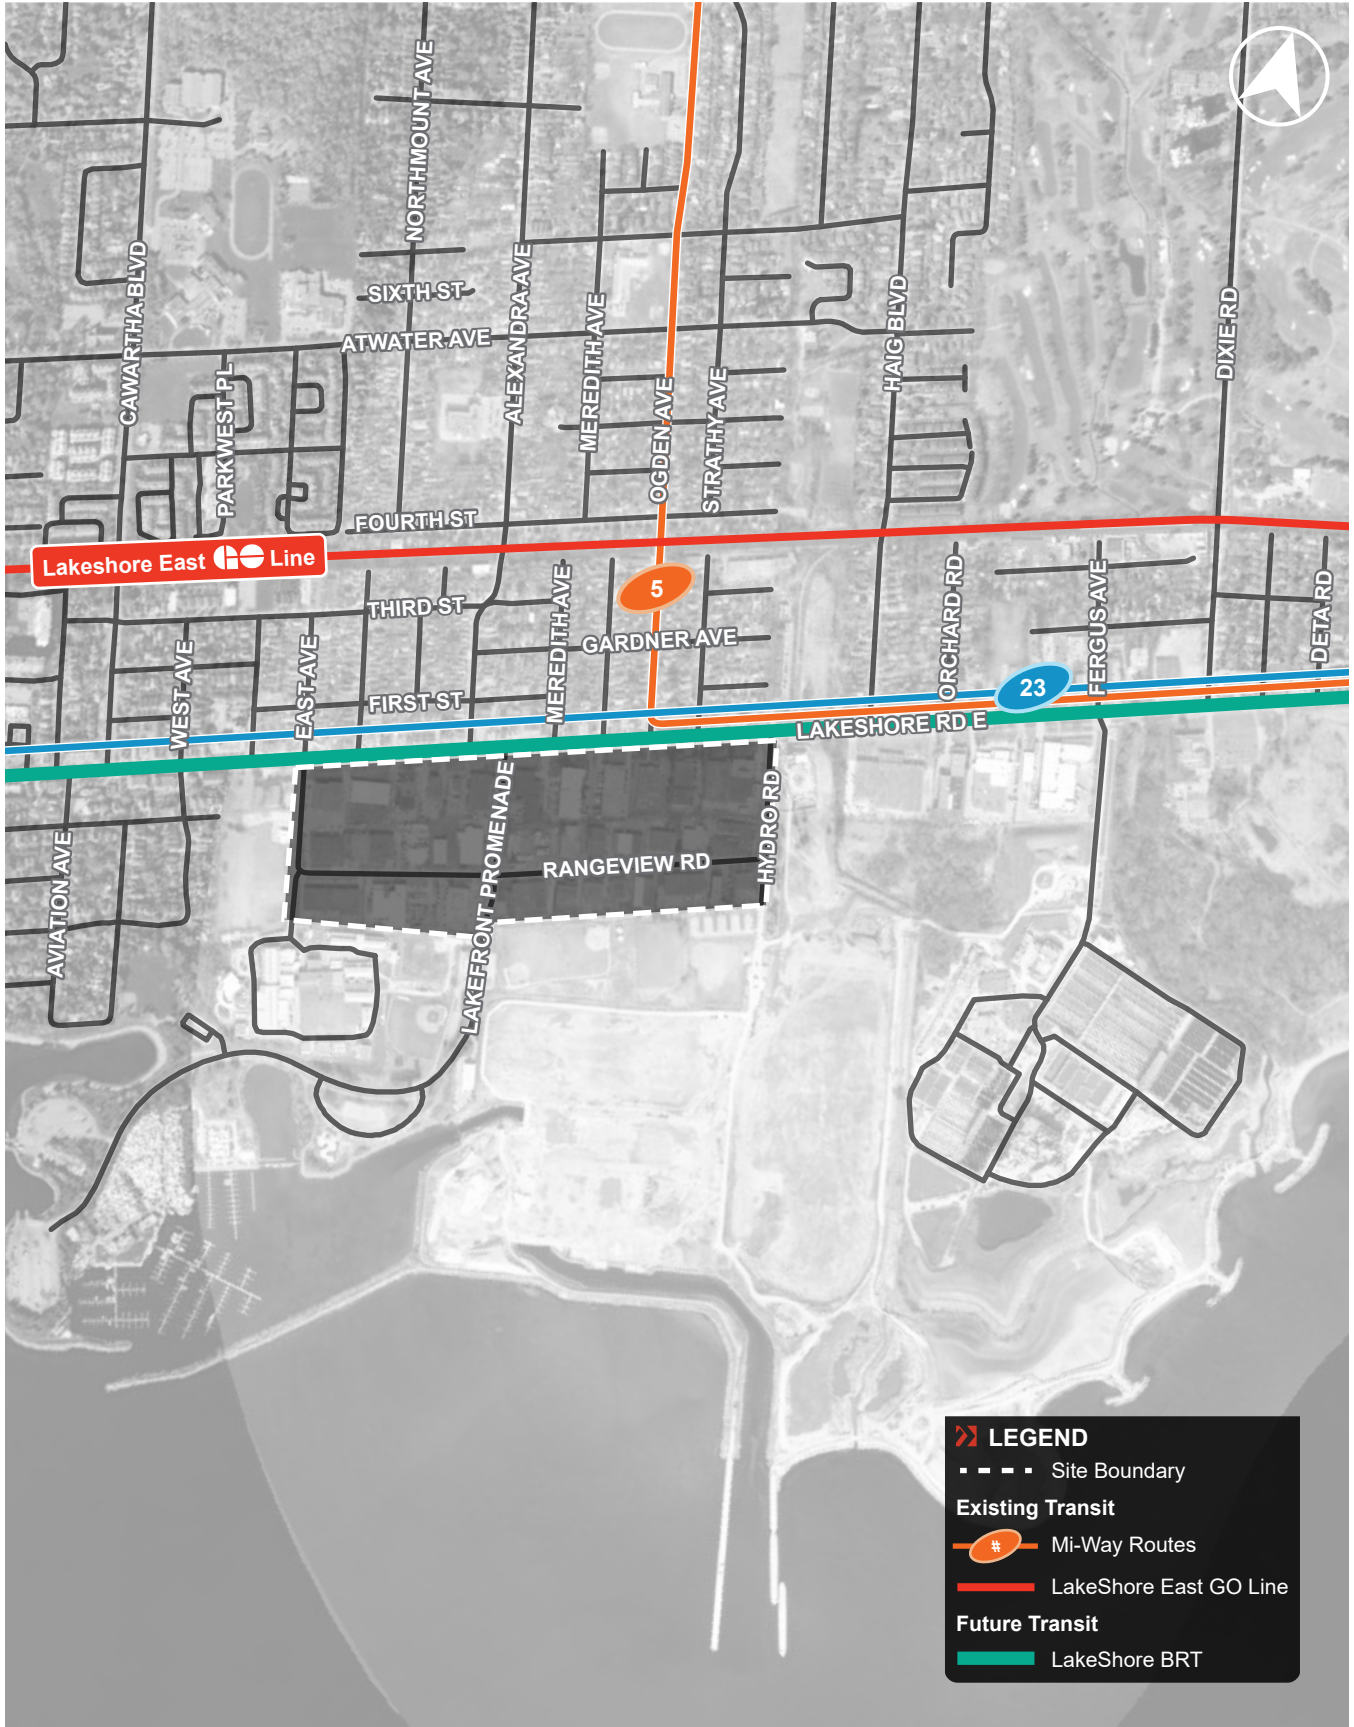 NORTHMOUNT AVE
CAWARTHA BLVD
ALEXANDRA AVE
SIXTH ST
MEREDITH AVE
HAIG BLVD
DIXIE RD
ATWATER AVE
PARKWEST PL
OGDEN AVE
STRATHY AVE
FOURTH ST
Lakeshore East GO Line
5
THIRD ST
MEREDITH AVE
GARDNER AVE
ORCHARD RD
FERGUS AVE
DETA RD
WEST AVE
EAST AVE
FIRST ST
23
LAKESHORE RD E
LAKEFRONT PROMENADE
HYDRO RD
RANGEVIEW RD
AVIATION AVE
LEGEND
Site Boundary
Existing Transit
#
Mi-Way Routes
LakeShore East GO Line
Future Transit
LakeShore BRT